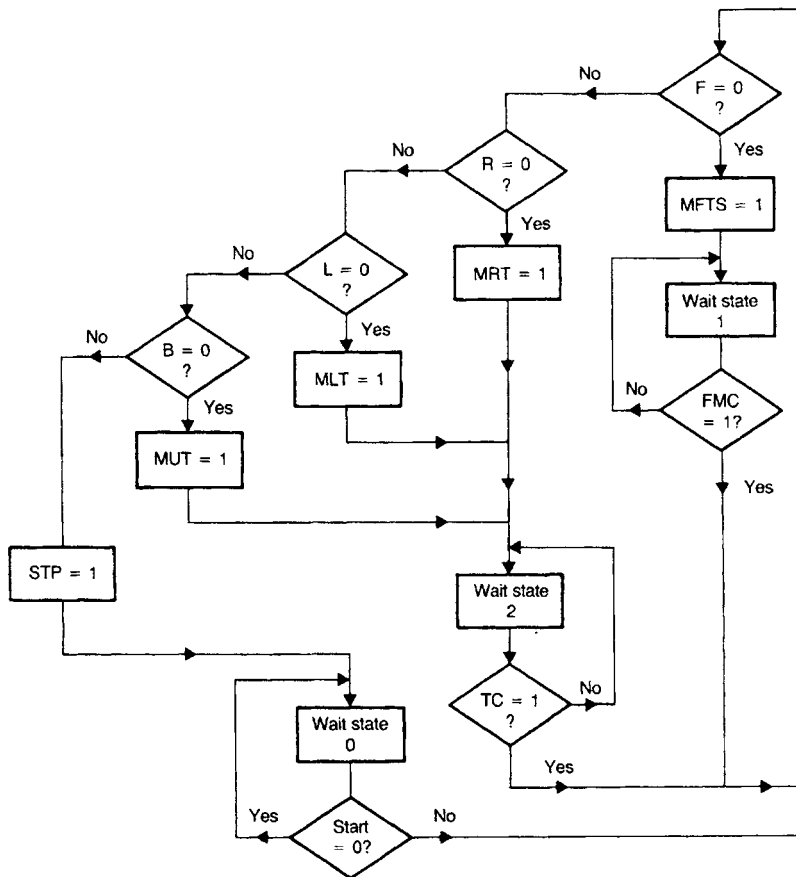 No
F = 0
?
Yes
No
R = 0
?
Yes
MFTS = 1
No
L = 0
?
Yes
MRT = 1
Wait state
1
No
B = 0
?
Yes
MLT = 1
No
FMC
= 1?
Yes
MUT = 1
STP = 1
Wait state
2
TC = 1
?
No
Yes
Wait state
0
Yes
Start
= 0?
No